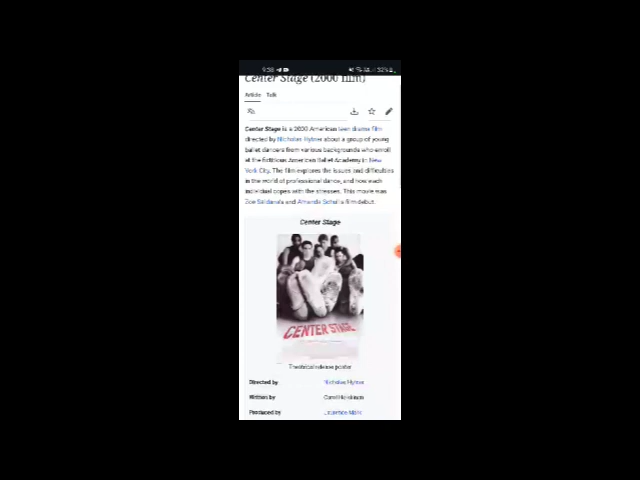 Center Stage (2000 film)
Article Talk
Center Stage is a 2000 American teen drama film
directed by Nicholas Hytner about a group of young
ballet dancers from various backgrounds who enroll
at the fictitious American Ballet Academy in New
York City. The film explores the issues and difficulties
in the world of professional dance, and how each
individual copes with the stresses. This movie was
Zoe Saldana's and Amanda Schull's film debut.
Center Stage
CENTER STAGE
Theatrical release poster
Directed by Nicholas Hytner
Written by
Produced by Laurence Mark